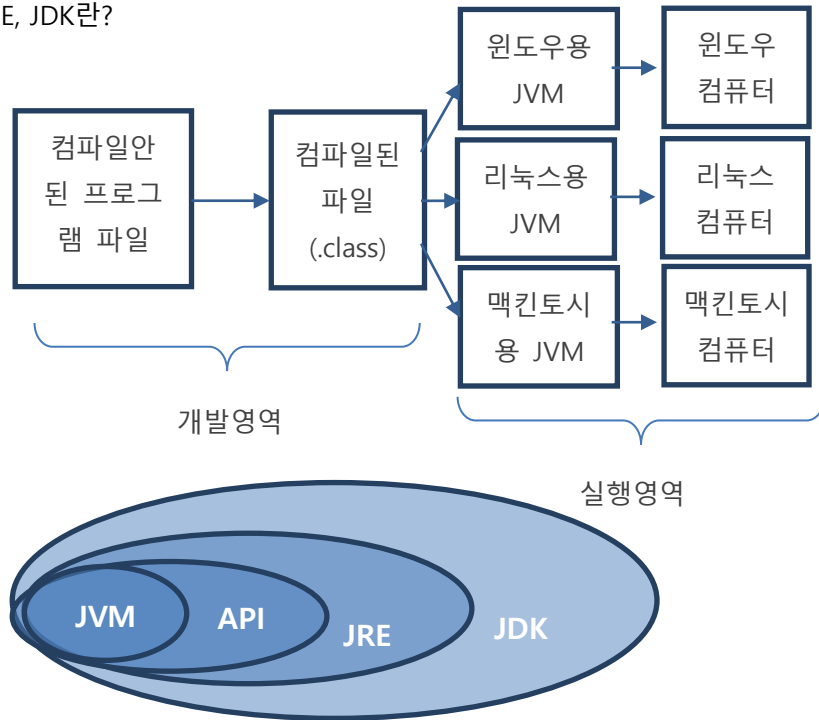 E, JDK란?
윈도우용
JVM
윈도우
컴퓨터
컴파일안
된 프로그
램 파일
컴파일된
파일
(.class)
리눅스용
JVM
리눅스
컴퓨터
맥킨토시
용 JVM
맥킨토시
컴퓨터
개발영역
실행영역
JVM
API
JRE
JDK